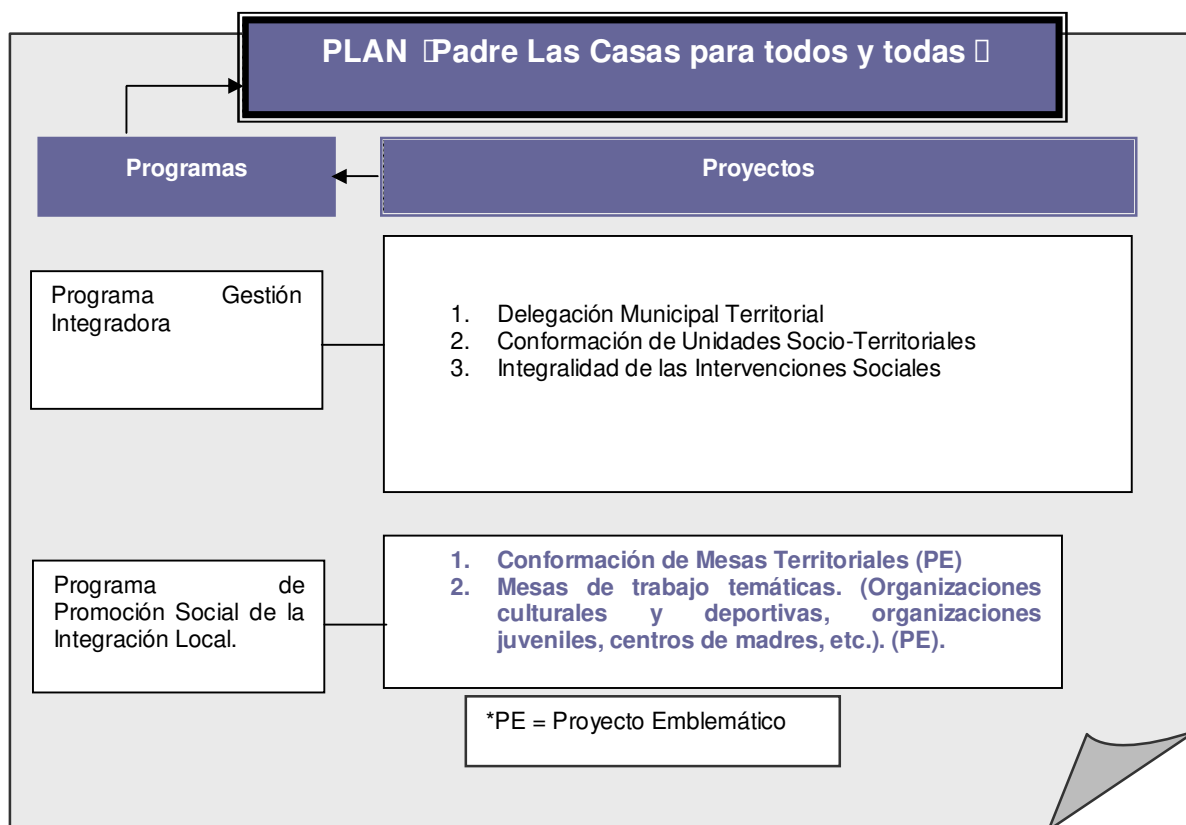 PLAN Padre Las Casas para todos y todas
Programas
Proyectos
Programa Gestión
Integradora
1. Delegación Municipal Territorial
2. Conformación de Unidades Socio-Territoriales
3. Integralidad de las Intervenciones Sociales
Programa de
Promoción Social de la
Integración Local.
1. Conformación de Mesas Territoriales (PE)
2. Mesas de trabajo temáticas. (Organizaciones
culturales y deportivas, organizaciones
juveniles, centros de madres, etc.). (PE).
*PE = Proyecto Emblemático